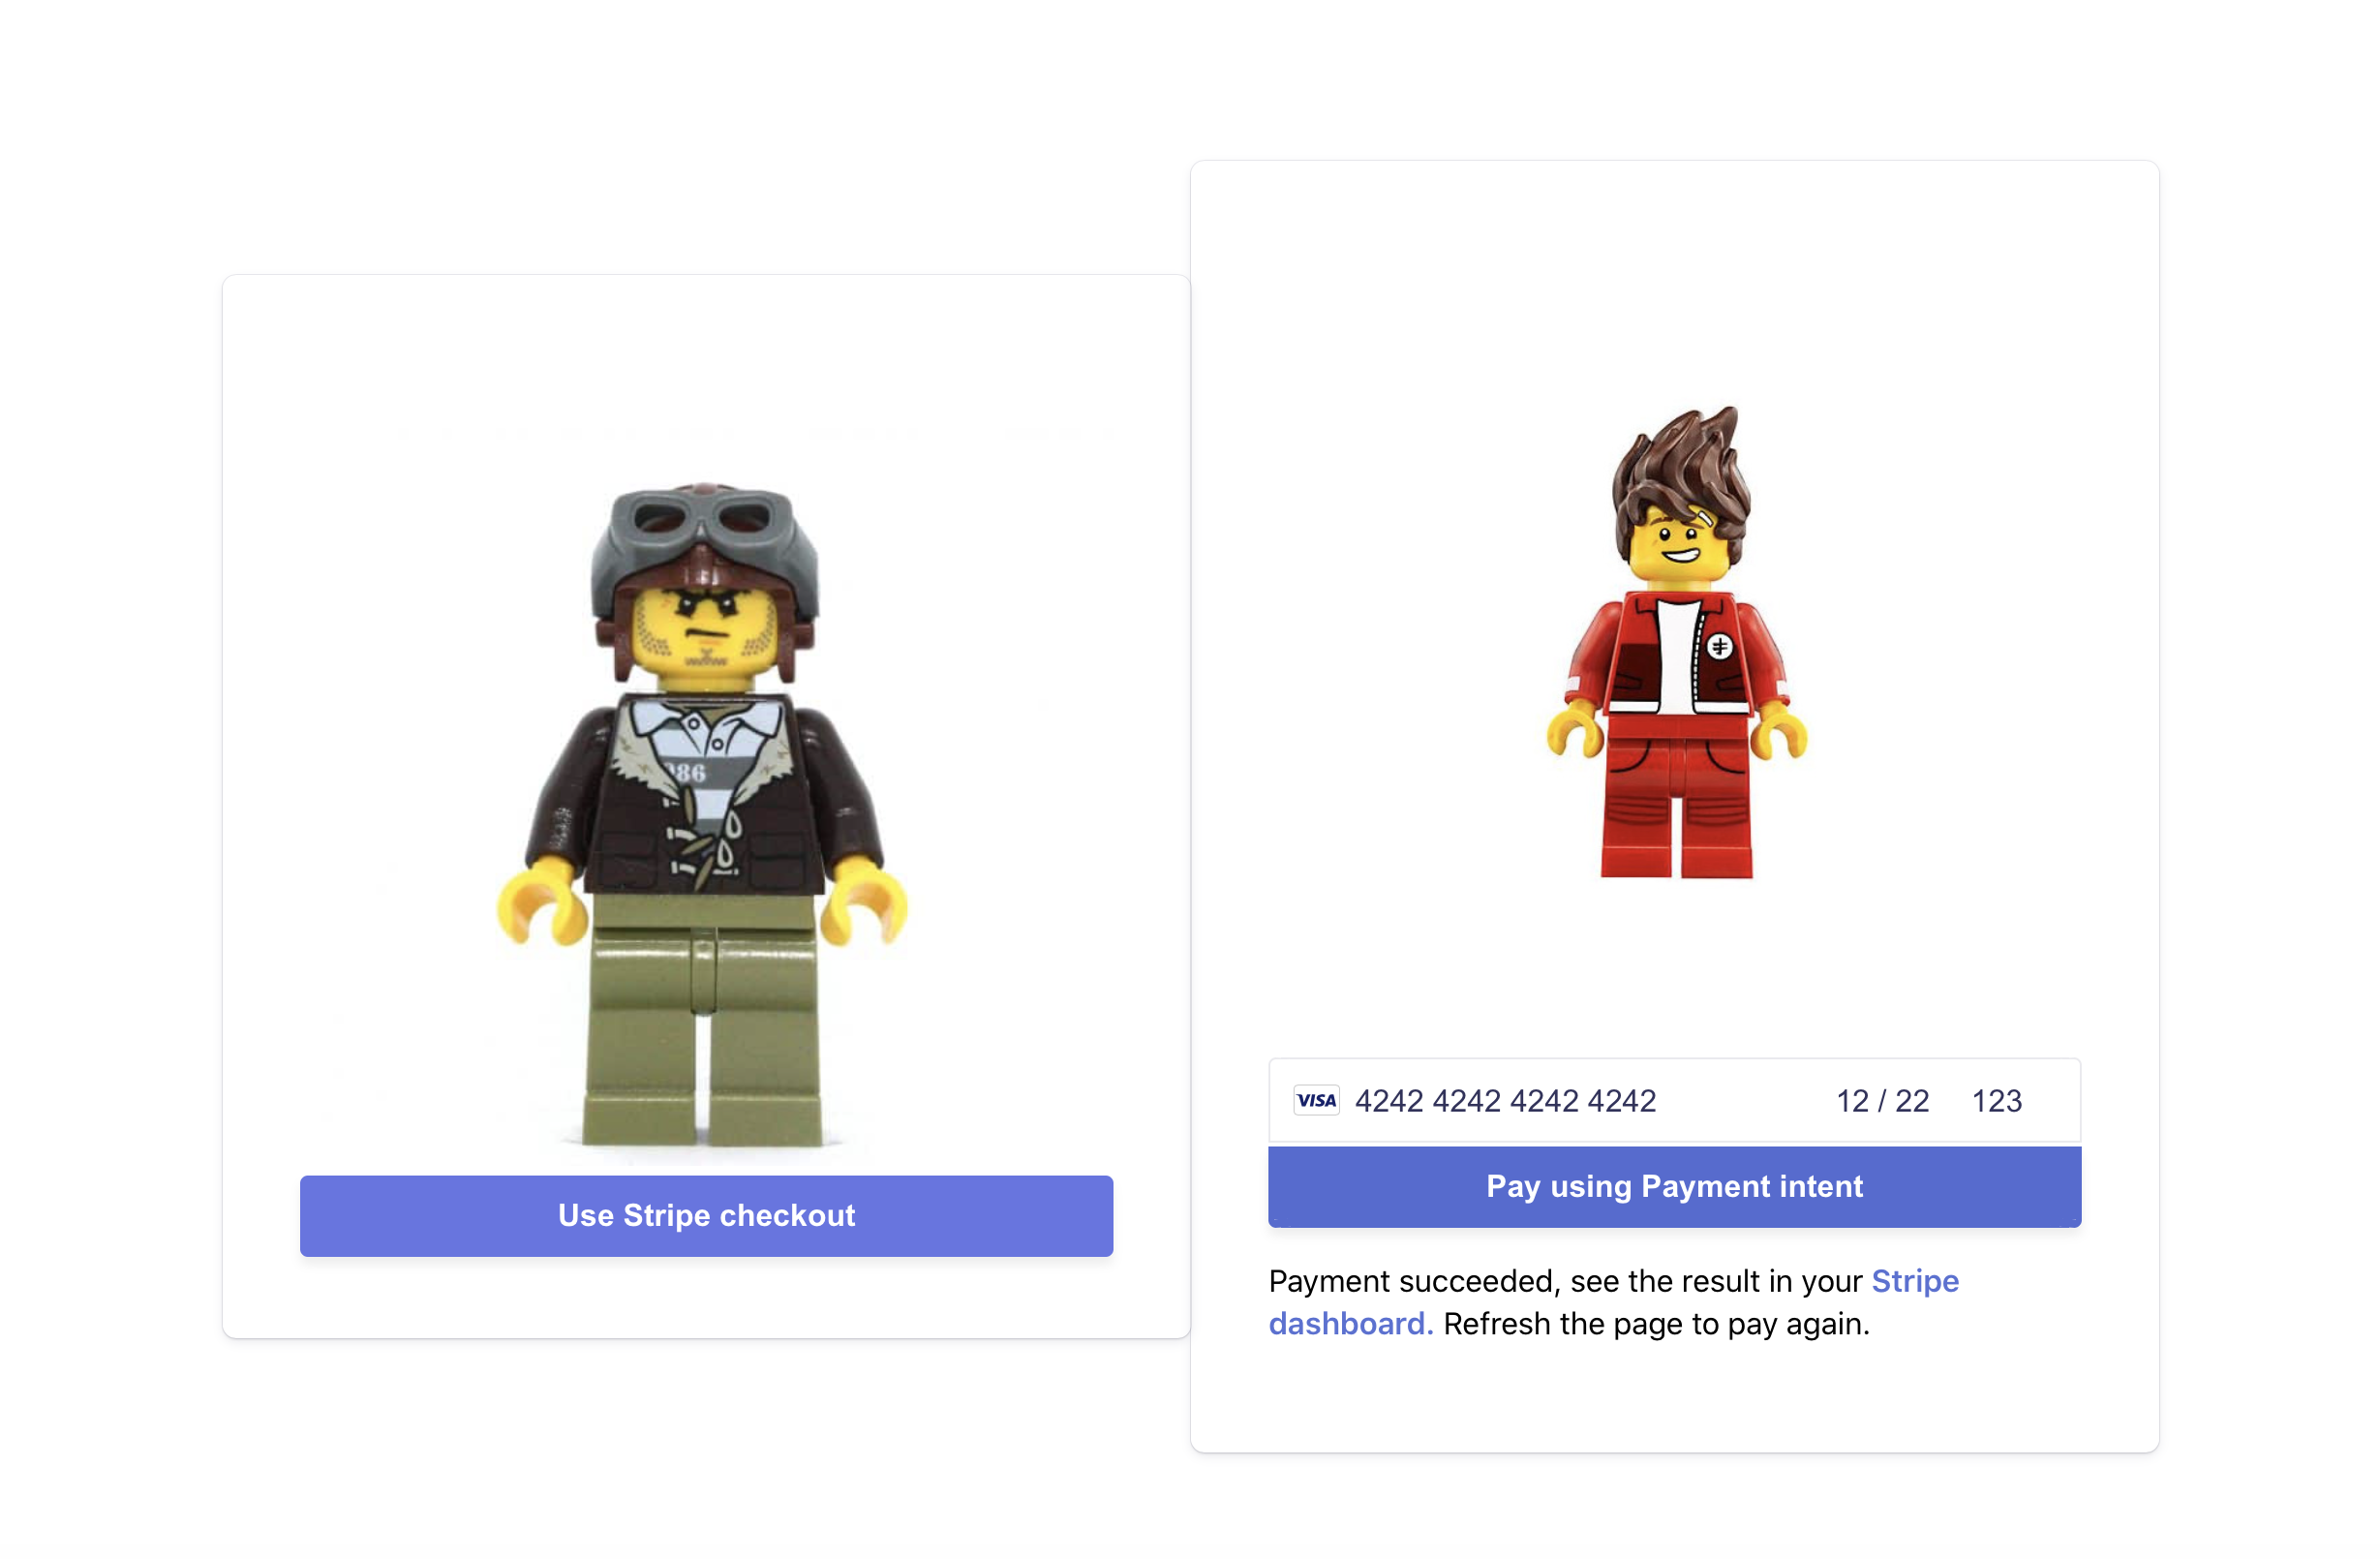 986
Use Stripe checkout
VISA 4242 4242 4242 4242 12 / 22 123
Pay using Payment intent
Payment succeeded, see the result in your Stripe
dashboard. Refresh the page to pay again.